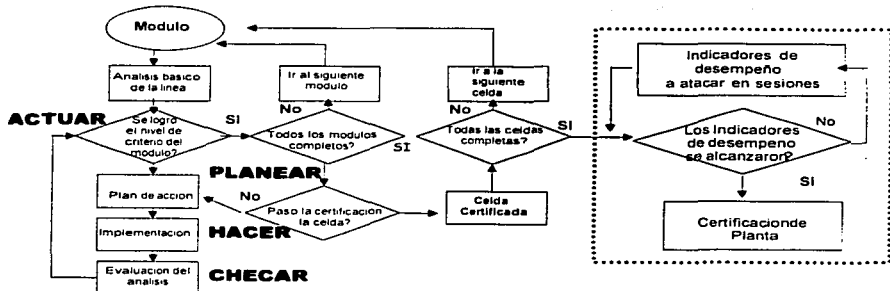 Modulo
Analisis basico
de la linea
Ir al siguiente
modulo
Ir a la
siguiente
celda
Indicadores de
desempeño
a atacar en sesiones
ACTUAR
Se logro
el nivel de
criterio del
modulo?
SI
No
Todos los modulos
completos?
SI
No
Todas las celdas
completas?
SI
Los Indicadores
de desempeno
se alcanzaron?
No
Si
PLANEAR
Plan de accion
No
Paso la certificación
la celda?
Celda
Certificada
Certificacionde
Planta
Implementacion
HACER
Evaluacion del
analisis
CHECAR